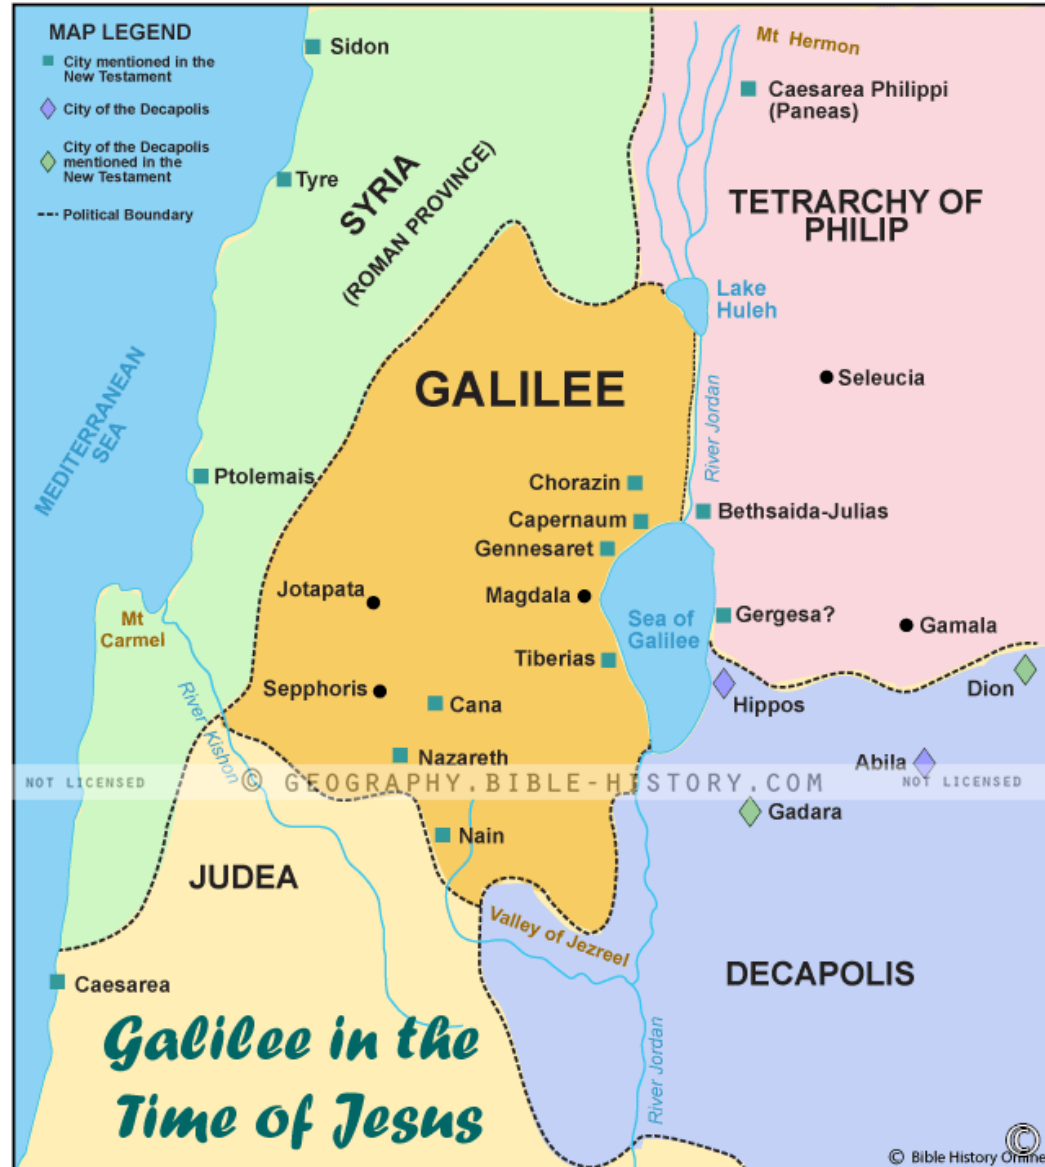 MAP LEGEND
City mentioned in the
New Testament
City of the Decapolis
City of the Decapolis
mentioned in the
New Testament
Political Boundary
Sidon
Mt Hermon
Caesarea Philippi
(Paneas)
Tyre
SYRIA
(ROMAN PROVINCE)
TETRARCHY OF
PHILIP
Lake
Huleh
MEDITERRANEAN
SEA
GALILEE
Seleucia
River Jordan
Ptolemais
Chorazin
Capernaum
Bethsaida-Julias
Gennesaret
Jotapata
Magdala
Mt
Carmel
Sea of
Galilee
Gergesa?
Gamala
Tiberias
Sepphoris
Cana
Hippos
Dion
River Kishon
Nazareth
Abila
NOT LICENSED
© GEOGRAPHY.BIBLE-HISTORY.COM
NOT LICENSED
Gadara
Nain
JUDEA
Valley of Jezreel
DECAPOLIS
Caesarea
Galilee in the
Time of Jesus
River Jordan
©
© Bible History Online